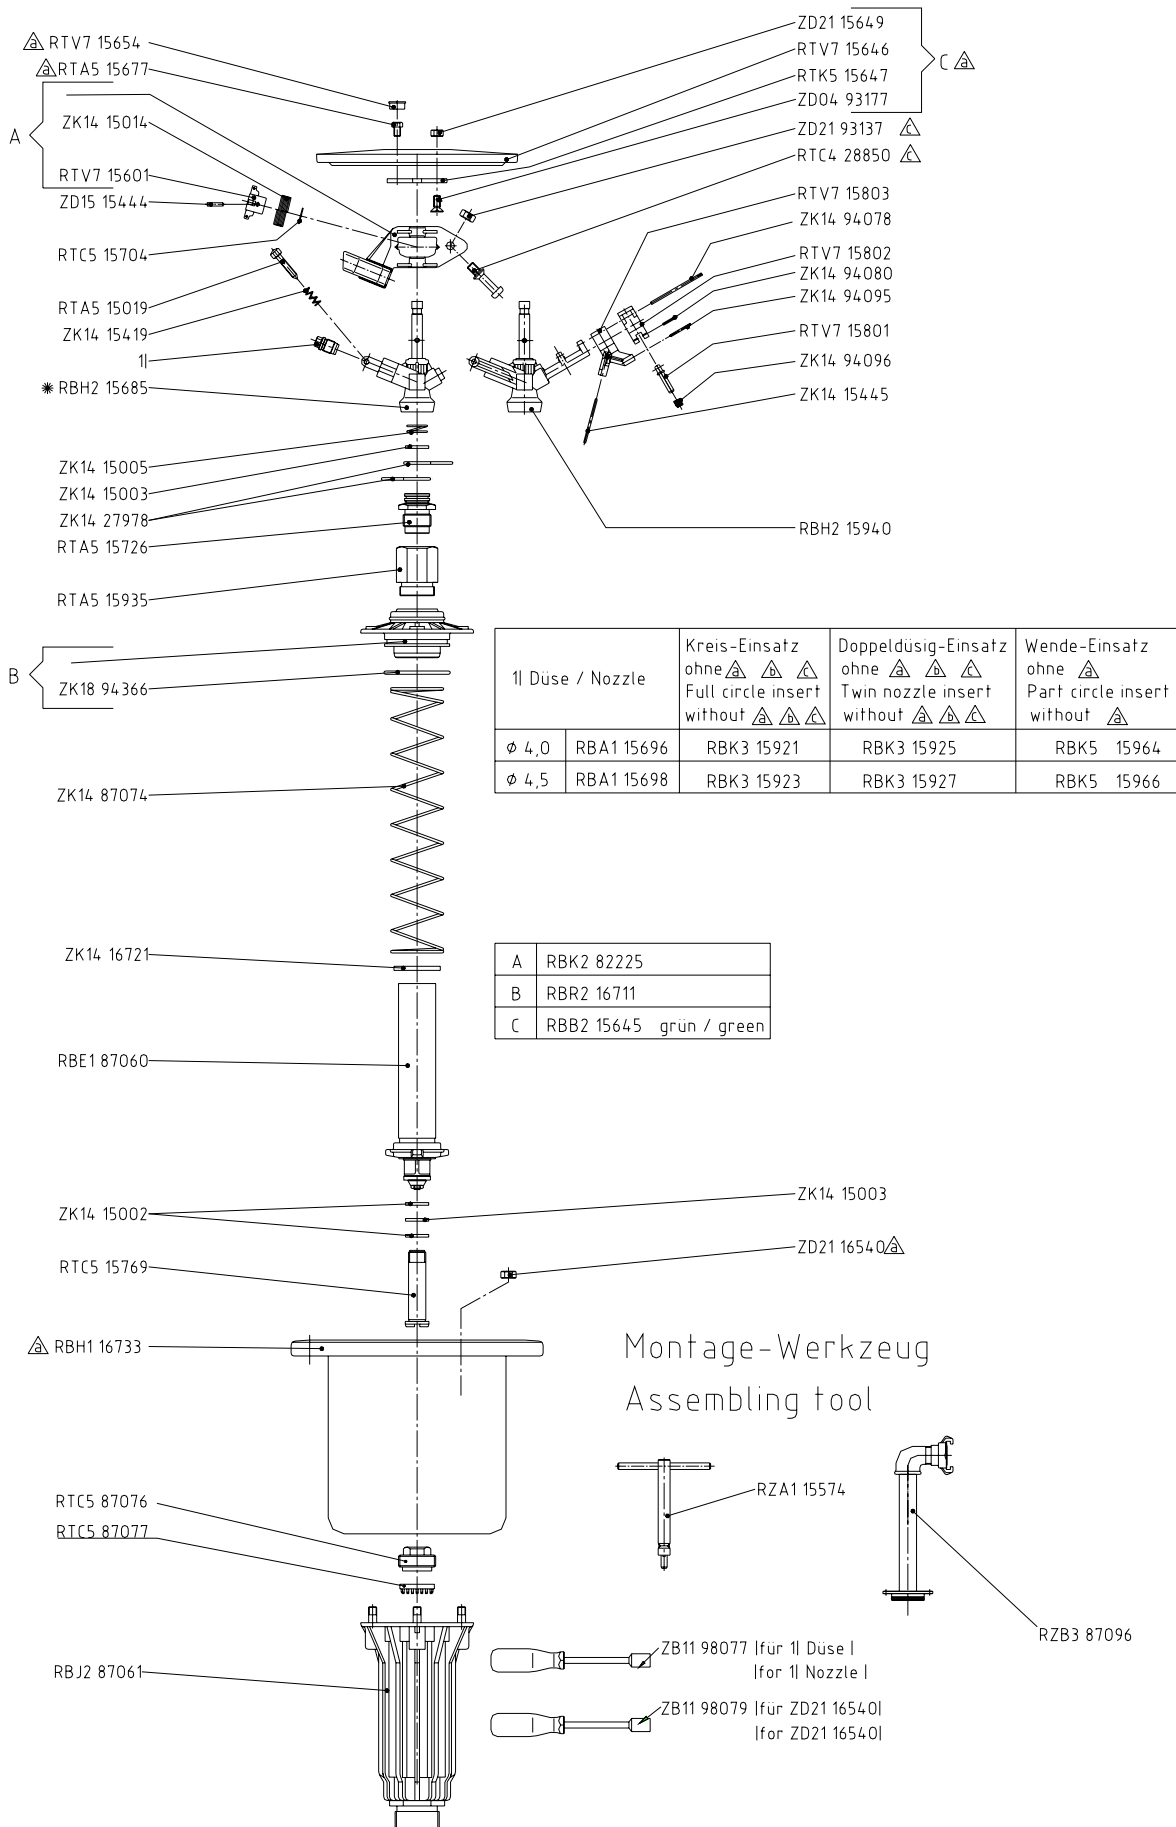 a RTV7 15654
a RTA5 15677
A
ZK14 15014
RTV7 15601
ZD15 15444
RTC5 15704
RTA5 15019
ZK14 15419
1)
* RBH2 15685
ZK14 15005
ZK14 15003
ZK14 27978
RTA5 15726
RTA5 15935
B
ZK18 94366
ZK14 87074
ZK14 16721
RBE1 87060
ZK14 15002
RTC5 15769
a RBH1 16733
RTC5 87076
RTC5 87077
RBJ2 87061
ZD21 15649
RTV7 15646
RTK5 15647
ZD04 93177
C a
ZD21 93137 c
RTC4 28850 c
RTV7 15803
ZK14 94078
RTV7 15802
ZK14 94080
ZK14 94095
RTV7 15801
ZK14 94096
ZK14 15445
RBH2 15940
1) Düse / Nozzle
Kreis-Einsatz
ohne a b c
Full circle insert
without a b c
Doppeldüsig-Einsatz
ohne a b c
Twin nozzle insert
without a b c
Wende-Einsatz
ohne a
Part circle insert
without a
ϕ 4,0 RBA1 15696 RBK3 15921 RBK3 15925 RBK5 15964
ϕ 4,5 RBA1 15698 RBK3 15923 RBK3 15927 RBK5 15966
A RBK2 82225
B RBR2 16711
C RBB2 15645 grün / green
ZK14 15003
ZD21 16540 a
Montage-Werkzeug
Assembling tool
RZA1 15574
RZB3 87096
ZB11 98077 (für 1) Düse )
(for 1) Nozzle )
ZB11 98079 (für ZD21 16540)
(for ZD21 16540)